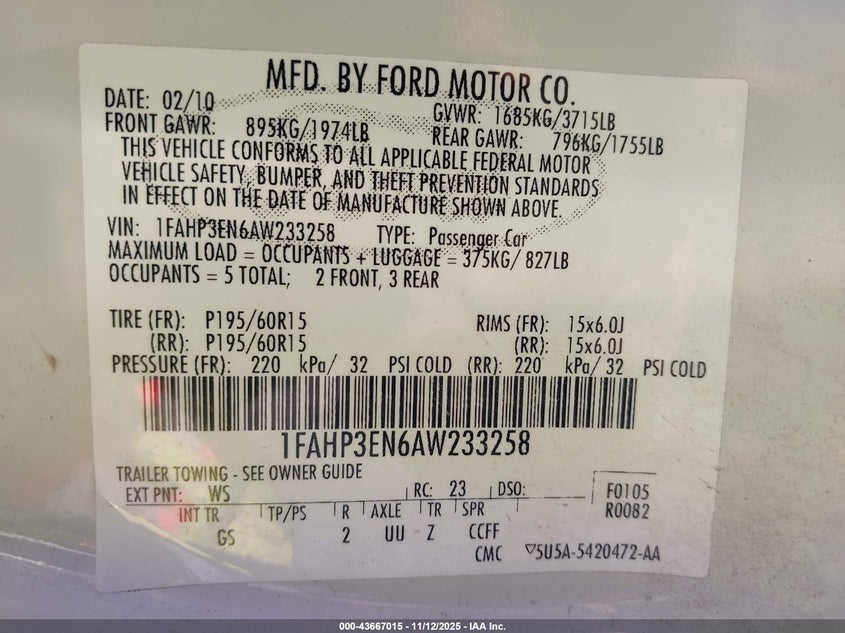 MFD. BY FORD MOTOR CO.
DATE: 02/10 GVWR: 1685KG/3715LB
FRONT GAWR: 895KG/1974LB REAR GAWR: 796KG/1755LB
THIS VEHICLE CONFORMS TO ALL APPLICABLE FEDERAL MOTOR
VEHICLE SAFETY, BUMPER, AND THEFT PREVENTION STANDARDS
IN EFFECT ON THE DATE OF MANUFACTURE SHOWN ABOVE.
VIN: 1FAHP3EN6AW233258 TYPE: Passenger Car
MAXIMUM LOAD = OCCUPANTS + LUGGAGE = 375KG/ 827LB
OCCUPANTS = 5 TOTAL; 2 FRONT, 3 REAR
TIRE (FR): P195/60R15 RIMS (FR): 15x6.0J
(RR): P195/60R15 (RR): 15x6.0J
PRESSURE (FR): 220 kPa/ 32 PSI COLD (RR): 220 kPa/ 32 PSI COLD
1FAHP3EN6AW233258
TRAILER TOWING - SEE OWNER GUIDE
EXT PNT: WS RC: 23 DSO: F0105
INT TR TP/PS R AXLE TR SPR R0082
GS 2 UU Z CCFF
CMC 5U5A-5420472-AA
000-43667015 - 11/12/2025 - IAA Inc.